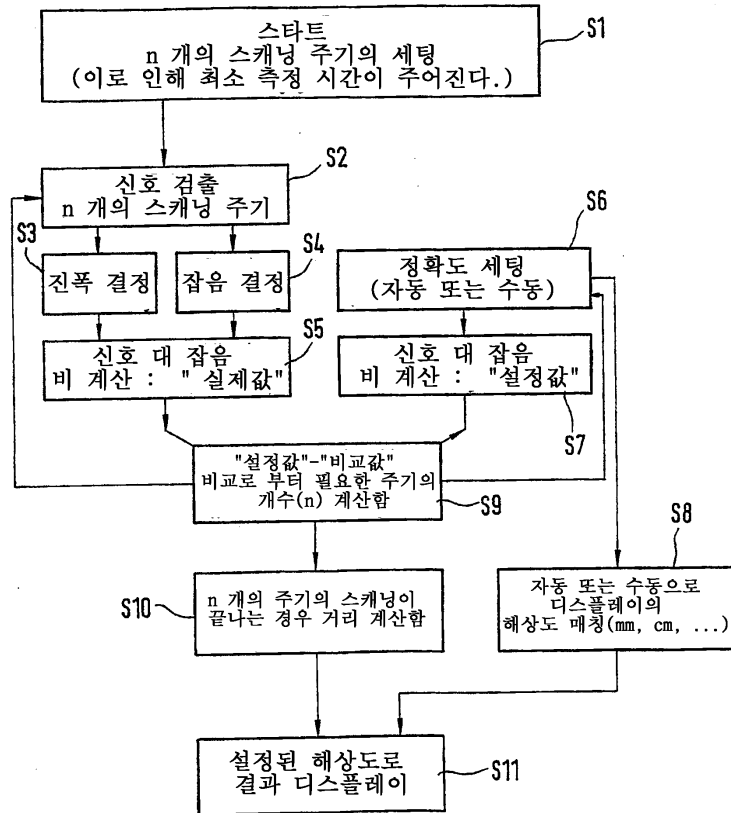 스타트
n 개의 스캐닝 주기의 세팅
(이로 인해 최소 측정 시간이 주어진다.)
S1
S2
신호 검출
n 개의 스캐닝 주기
S3
진폭 결정
S4
잡음 결정
S6
정확도 세팅
(자동 또는 수동)
신호 대 잡음
비 계산 : " 실제값"
S5
신호 대 잡음
비 계산 : "설정값"
S7
"설정값"-"비교값"
비교로 부터 필요한 주기의
개수(n) 계산함
S9
S8
자동 또는 수동으로
디스플레이의
해상도 매칭(mm, cm, ...)
S10
n 개의 주기의 스캐닝이
끝나는 경우 거리 계산함
설정된 해상도로
결과 디스플레이
S11